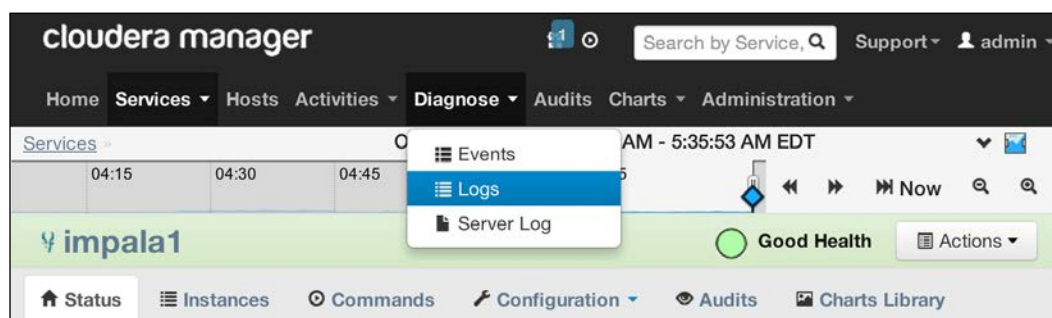 cloudera manager
1
Search by Service,
Support
admin
Home Services Hosts Activities Diagnose Audits Charts Administration
Services »
O
AM - 5:35:53 AM EDT
04:15 04:30 04:45
Now
Events
Logs
Server Log
impala1
Good Health
Actions
Status Instances Commands Configuration Audits Charts Library